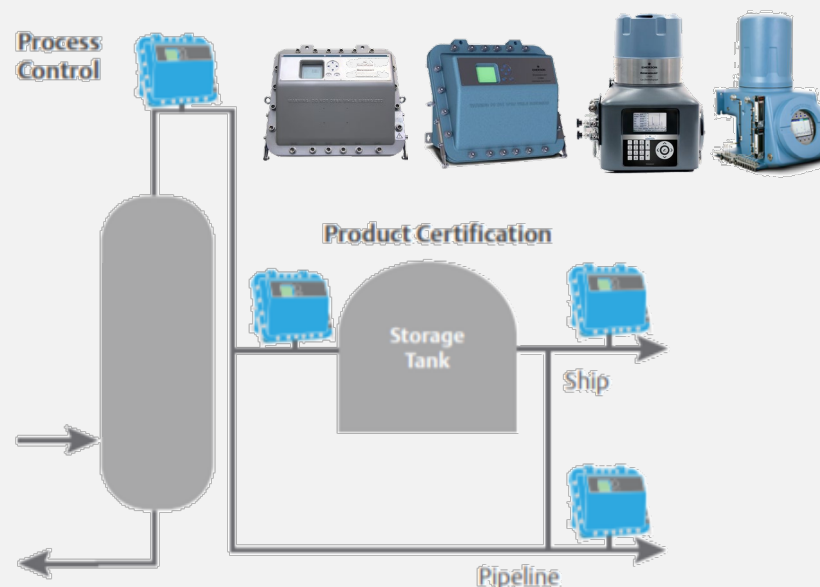 Process
Control
Product Certification
Storage
Tank
Ship
Pipeline